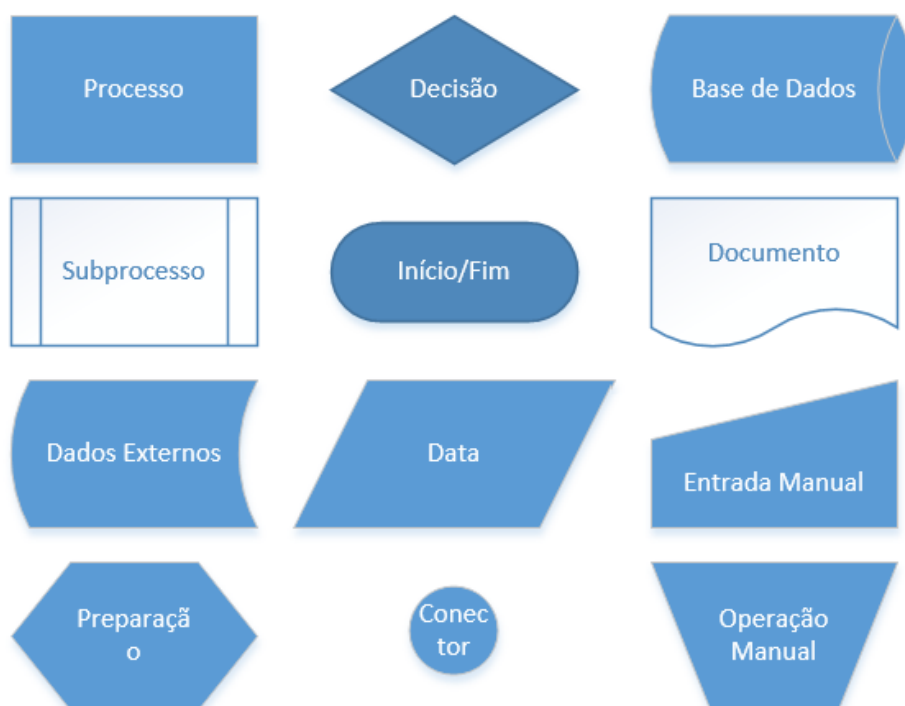 Processo
Decisão
Base de Dados
Subprocesso
Início/Fim
Documento
Dados Externos
Data
Entrada Manual
Preparaçã
o
Conec
tor
Operação
Manual